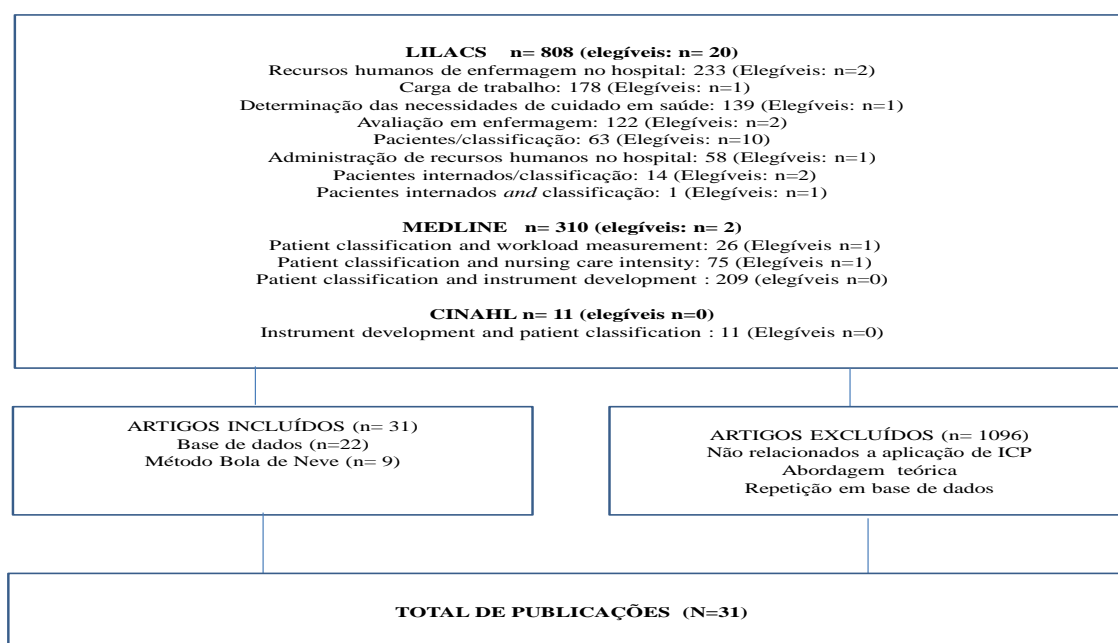 LILACS n= 808 (elegíveis: n= 20)
Recursos humanos de enfermagem no hospital: 233 (Elegíveis: n=2)
Carga de trabalho: 178 (Elegíveis: n=1)
Determinação das necessidades de cuidado em saúde: 139 (Elegíveis: n=1)
Avaliação em enfermagem: 122 (Elegíveis: n=2)
Pacientes/classificação: 63 (Elegíveis: n=10)
Administração de recursos humanos no hospital: 58 (Elegíveis: n=1)
Pacientes internados/classificação: 14 (Elegíveis: n=2)
Pacientes internados and classificação: 1 (Elegíveis: n=1)
MEDLINE n= 310 (elegíveis: n= 2)
Patient classification and workload measurement: 26 (Elegíveis n=1)
Patient classification and nursing care intensity: 75 (Elegíveis n=1)
Patient classification and instrument development : 209 (elegíveis n=0)
CINAHL n= 11 (elegíveis n=0)
Instrument development and patient classification : 11 (Elegíveis n=0)
ARTIGOS INCLUÍDOS (n= 31)
Base de dados (n=22)
Método Bola de Neve (n= 9)
ARTIGOS EXCLUÍDOS (n= 1096)
Não relacionados a aplicação de ICP
Abordagem teórica
Repetição em base de dados
TOTAL DE PUBLICAÇÕES (N=31)